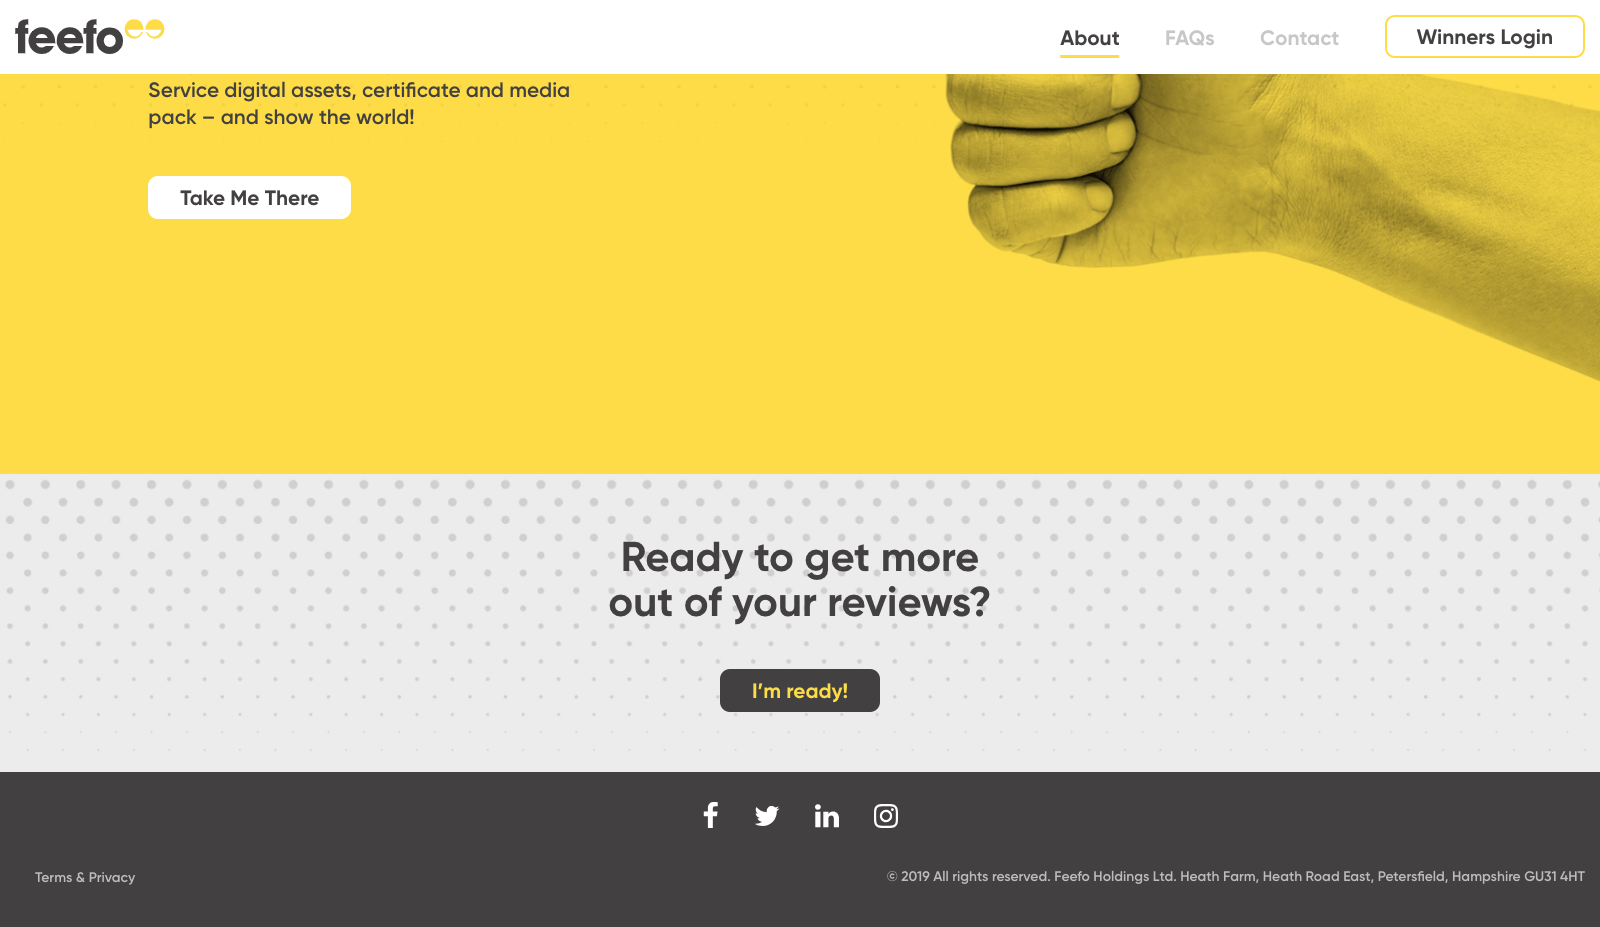 feefo
About
FAQs
Contact
Winners Login
Service digital assets, certificate and media
pack – and show the world!
Take Me There
Ready to get more
out of your reviews?
I’m ready!
Terms & Privacy
© 2019 All rights reserved. Feefo Holdings Ltd. Heath Farm, Heath Road East, Petersfield, Hampshire GU31 4HT